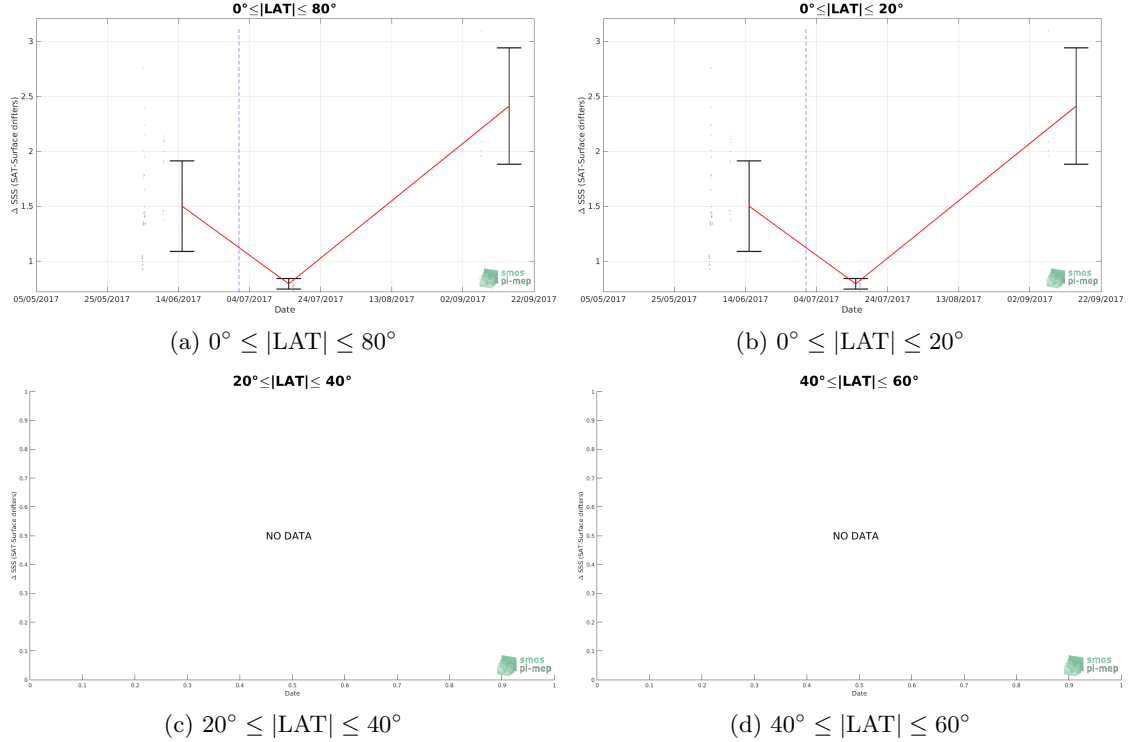 0°≤|LAT|≤ 80°
3
2.5
2
1.5
1
Δ SSS (SAT-Surface drifters)
05/05/2017 25/05/2017 14/06/2017 04/07/2017 24/07/2017 13/08/2017 02/09/2017 22/09/2017
Date
smos
pi-mep
(a) 0° ≤ |LAT| ≤ 80°
0°≤|LAT|≤ 20°
3
2.5
2
1.5
1
Δ SSS (SAT-Surface drifters)
05/05/2017 25/05/2017 14/06/2017 04/07/2017 24/07/2017 13/08/2017 02/09/2017 22/09/2017
Date
smos
pi-mep
(b) 0° ≤ |LAT| ≤ 20°
20°≤|LAT|≤ 40°
1
0.9
0.8
0.7
0.6
0.5
0.4
0.3
0.2
0.1
0
Δ SSS (SAT-Surface drifters)
NO DATA
0 0.1 0.2 0.3 0.4 0.5 0.6 0.7 0.8 0.9 1
Date
smos
pi-mep
(c) 20° ≤ |LAT| ≤ 40°
40°≤|LAT|≤ 60°
1
0.9
0.8
0.7
0.6
0.5
0.4
0.3
0.2
0.1
0
Δ SSS (SAT-Surface drifters)
NO DATA
0 0.1 0.2 0.3 0.4 0.5 0.6 0.7 0.8 0.9 1
Date
smos
pi-mep
(d) 40° ≤ |LAT| ≤ 60°